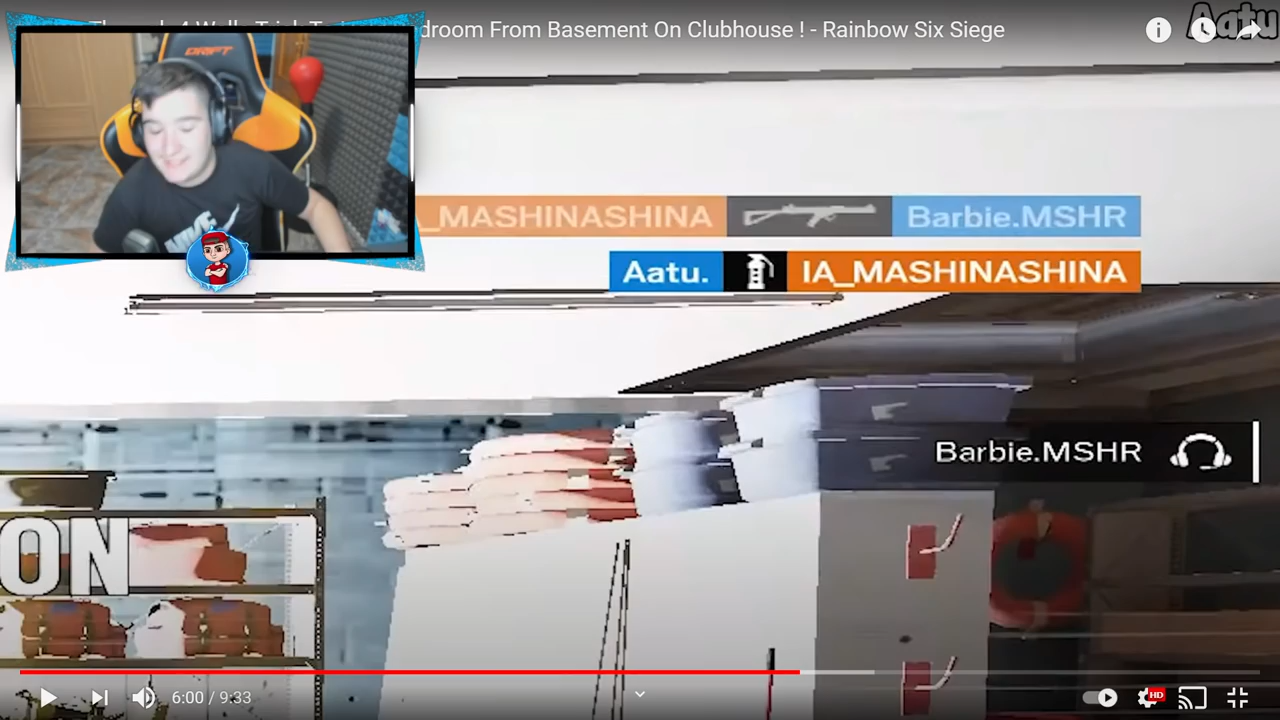 droom From Basement On Clubhouse ! - Rainbow Six Siege
Aatu
DRIFT
_MASHINASHINA Barbie.MSHR
Aatu. IA_MASHINASHINA
Barbie.MSHR
ON
6:00 / 9:33
HD